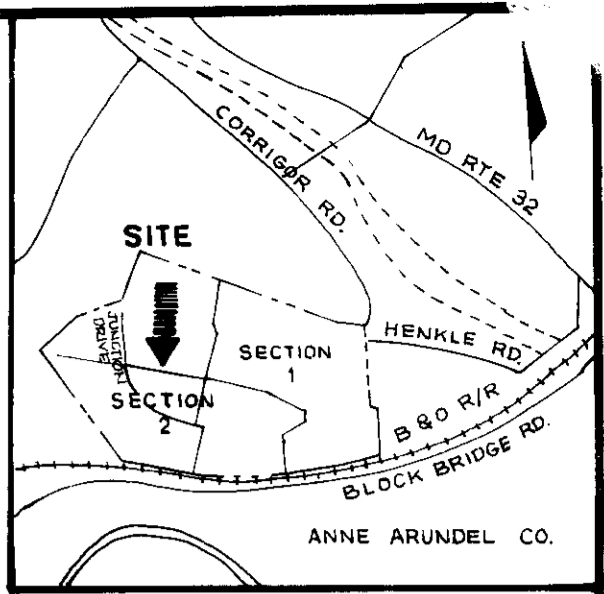 CORRIGOR RD.
MD RTE 32
SITE
JUNCTION
DRIVE
HENKLE RD.
SECTION
1
SECTION
2
B & O R/R
BLOCK BRIDGE RD.
ANNE ARUNDEL CO.